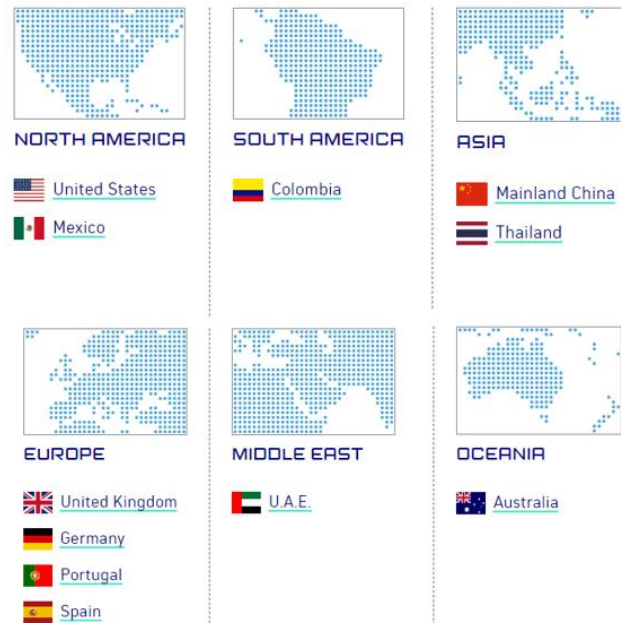 NORTH AMERICA
United States
Mexico
SOUTH AMERICA
Colombia
ASIA
Mainland China
Thailand
EUROPE
United Kingdom
Germany
Portugal
Spain
MIDDLE EAST
U.A.E.
OCEANIA
Australia